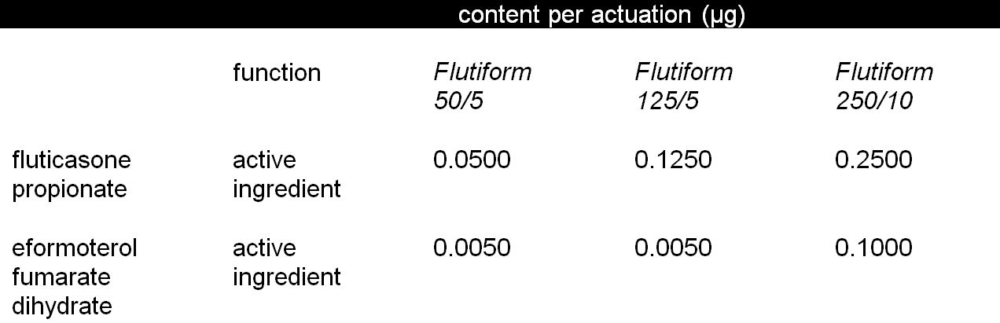 content per actuation (µg)
function Flutiform 50/5 Flutiform 125/5 Flutiform 250/10
fluticasone propionate active ingredient 0.0500 0.1250 0.2500
eformoterol fumarate dihydrate active ingredient 0.0050 0.0050 0.1000